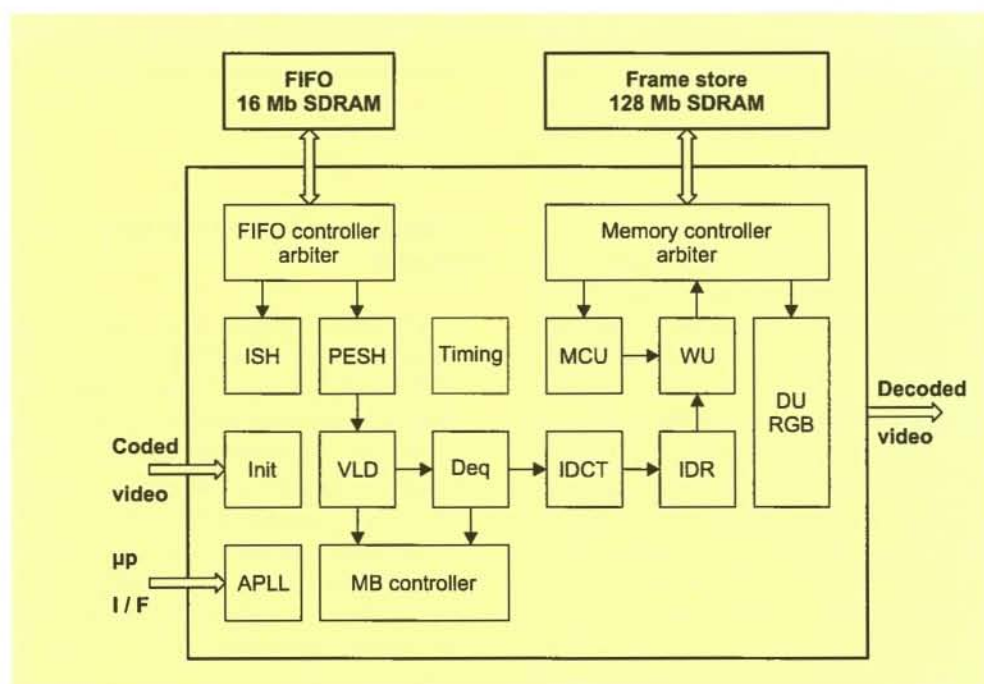 FIFO
16 Mb SDRAM
Frame store
128 Mb SDRAM
FIFO controller
arbiter
Memory controller
arbiter
ISH
PESH
Timing
MCU
WU
DU
RGB
Decoded
video
Coded
video
Init
VLD
Deq
IDCT
IDR
µp
I / F
APLL
MB controller